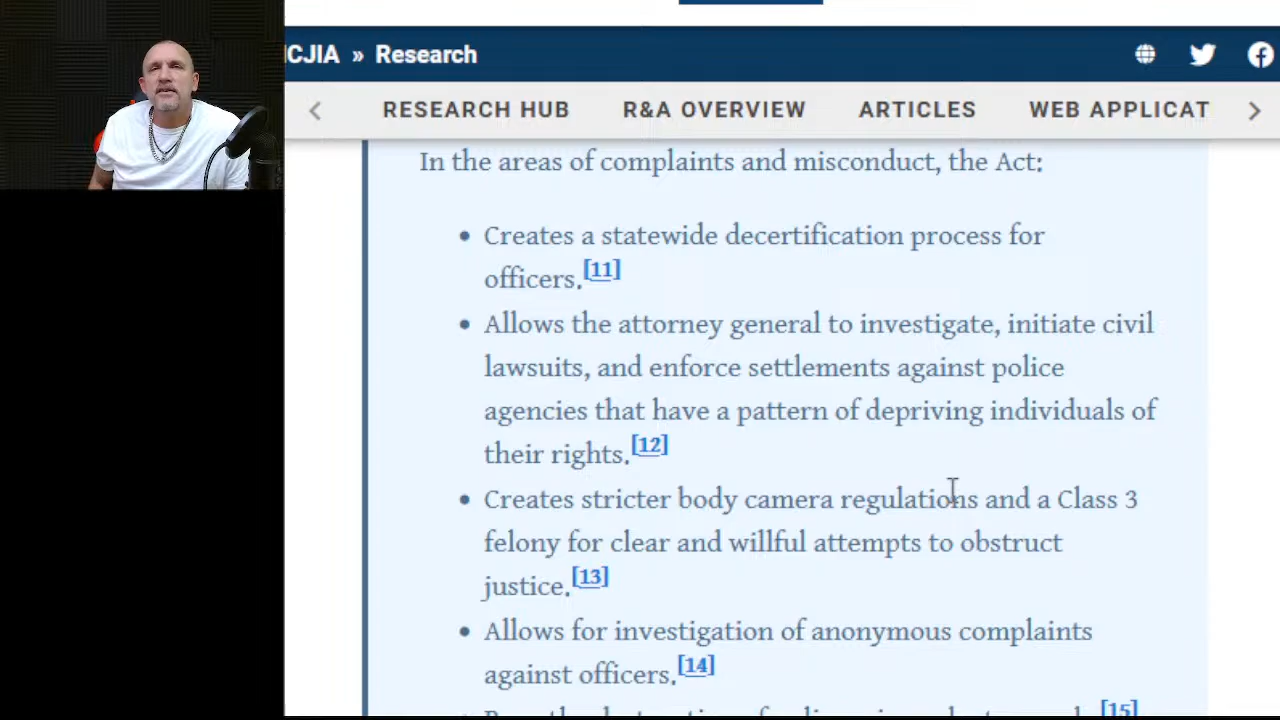 ICJIA » Research
RESEARCH HUB R&A OVERVIEW ARTICLES WEB APPLICAT
In the areas of complaints and misconduct, the Act:
• Creates a statewide decertification process for
officers.[11]
• Allows the attorney general to investigate, initiate civil
lawsuits, and enforce settlements against police
agencies that have a pattern of depriving individuals of
their rights.[12]
• Creates stricter body camera regulations and a Class 3
felony for clear and willful attempts to obstruct
justice.[13]
• Allows for investigation of anonymous complaints
against officers.[14]
[15]